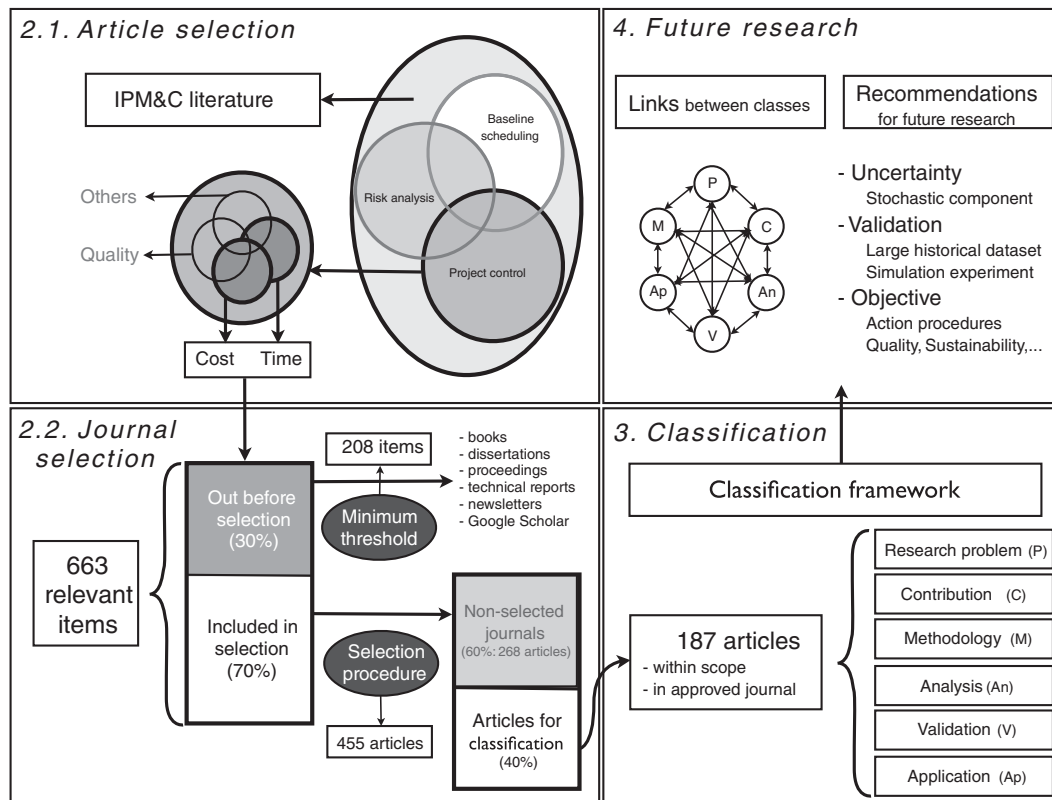 2.1. Article selection
IPM&C literature
Baseline
scheduling
Risk analysis
Project control
Others
Quality
Cost
Time
2.2. Journal
selection
663
relevant
items
Out before
selection
(30%)
Included in
selection
(70%)
208 items
Minimum
threshold
- books
- dissertations
- proceedings
- technical reports
- newsletters
- Google Scholar
Selection
procedure
455 articles
Non-selected
journals
(60%: 268 articles)
Articles for
classification
(40%)
3. Classification
Classification framework
187 articles
- within scope
- in approved journal
Research problem (P)
Contribution (C)
Methodology (M)
Analysis (An)
Validation (V)
Application (Ap)
4. Future research
Links between classes
P
M
C
Ap
An
V
Recommendations
for future research
- Uncertainty
Stochastic component
- Validation
Large historical dataset
Simulation experiment
- Objective
Action procedures
Quality, Sustainability,...